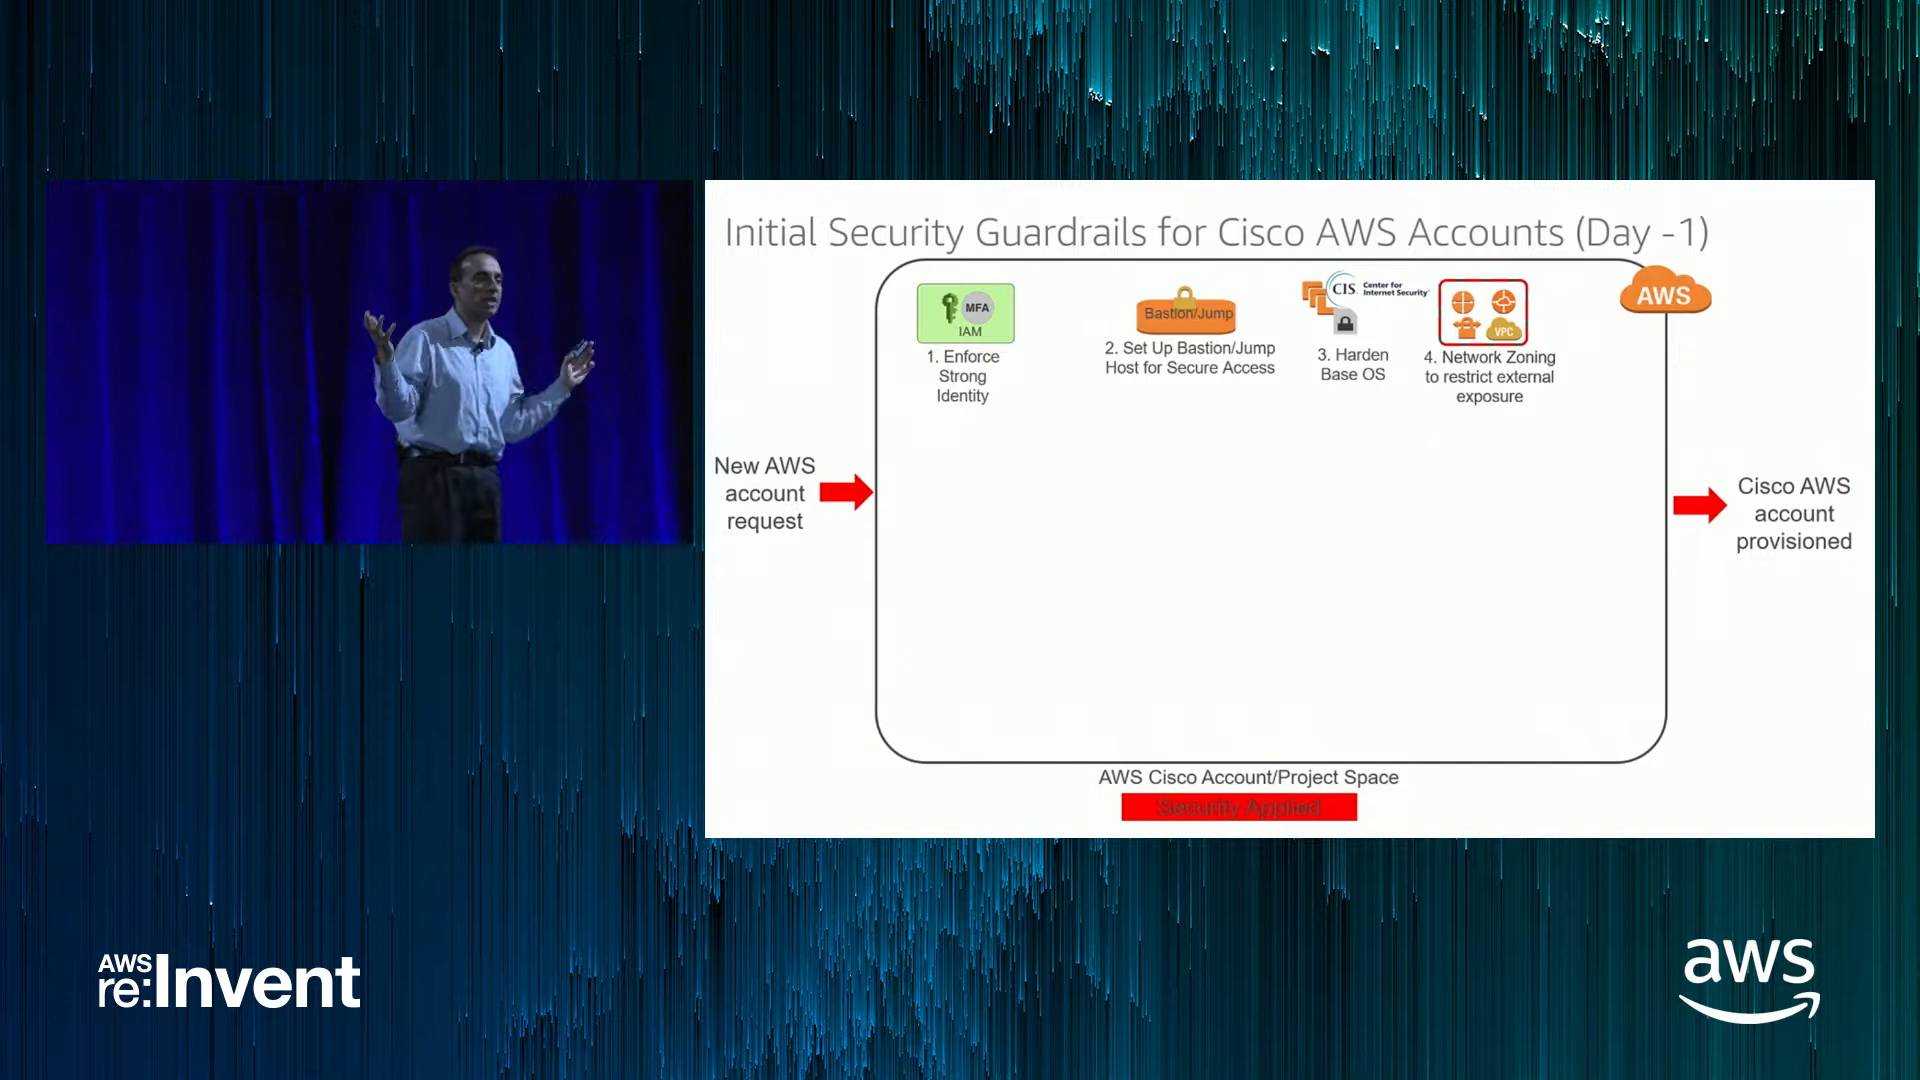 Initial Security Guardrails for Cisco AWS Accounts (Day -1)
MFA
IAM
1. Enforce
Strong
Identity
Bastion/Jump
2. Set Up Bastion/Jump
Host for Secure Access
CIS. Center for
Internet Security®
3. Harden
Base OS
VPC
4. Network Zoning
to restrict external
exposure
AWS
New AWS
account
request
Cisco AWS
account
provisioned
AWS Cisco Account/Project Space
Security Applied
AWS
re:Invent
aws